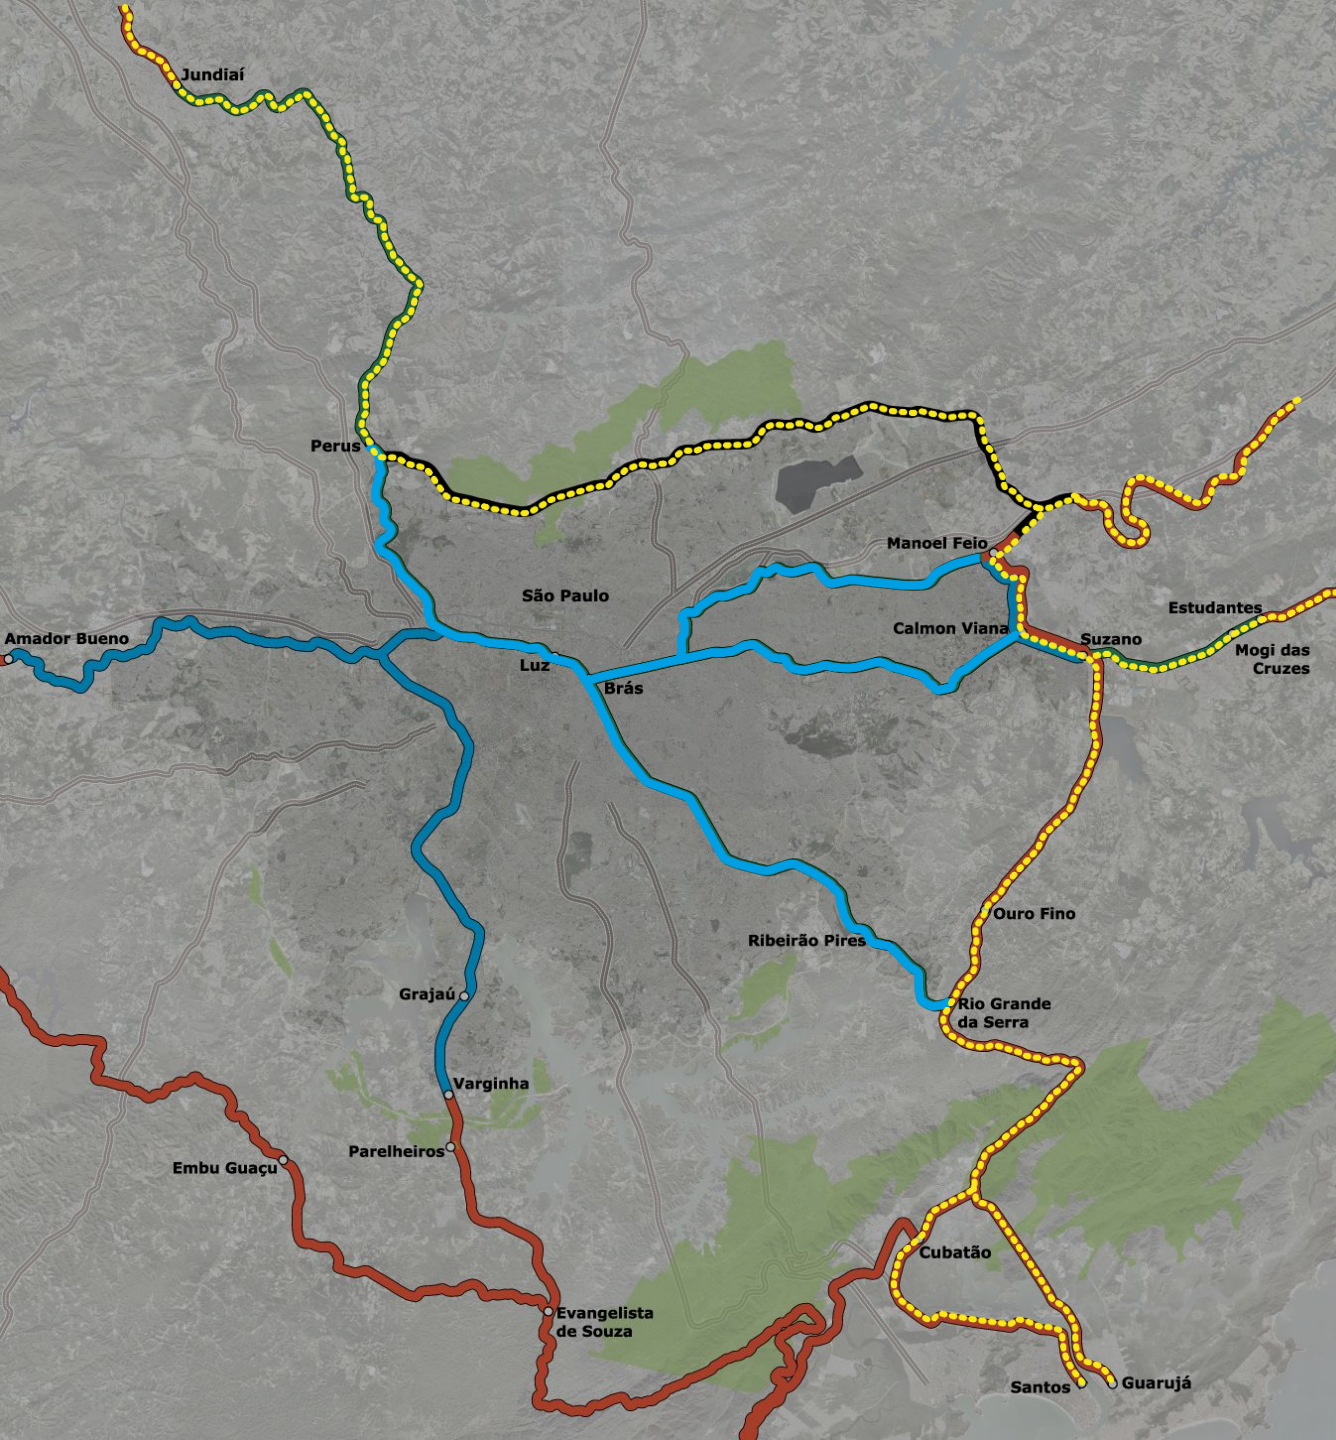 Jundiaí
Perus
Manoel Feio
São Paulo
Estudantes
Amador Bueno
Calmon Viana
Suzano
Mogi das
Cruzes
Luz
Brás
Ouro Fino
Ribeirão Pires
Grajaú
Rio Grande
da Serra
Varginha
Parelheiros
Embu Guaçu
Cubatão
Evangelista
de Souza
Santos
Guarujá